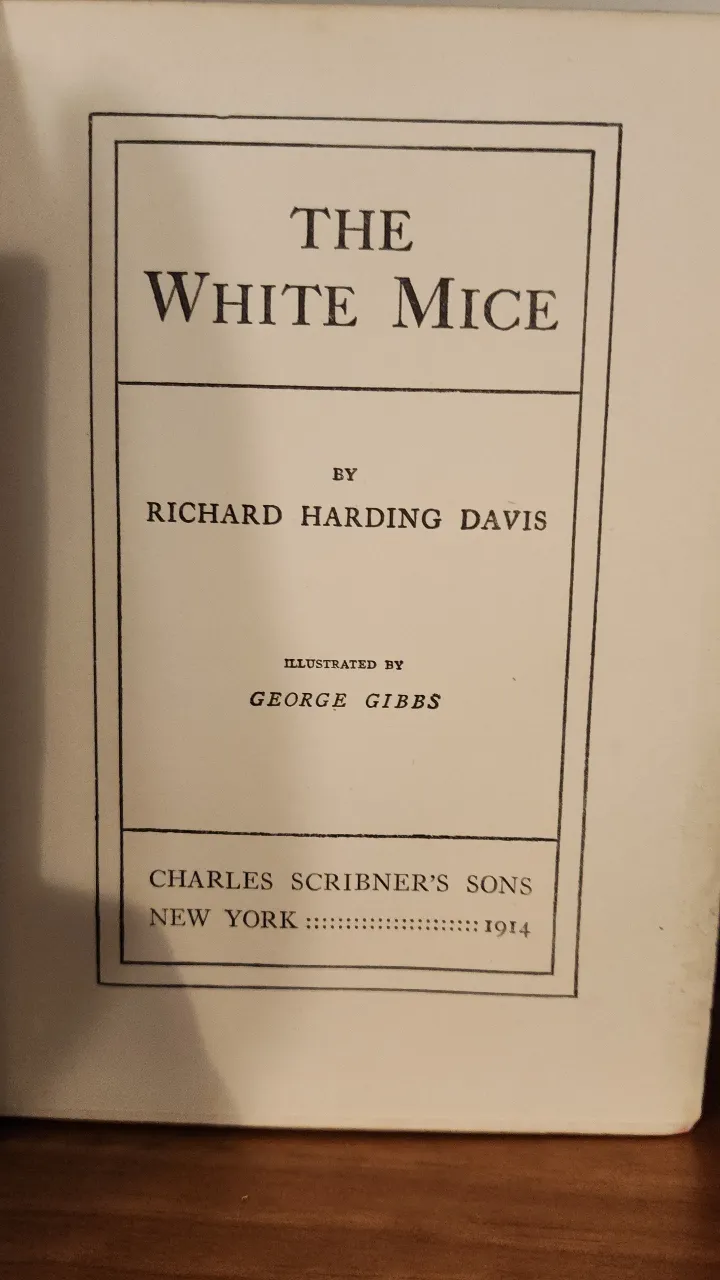 THE
WHITE MICE
BY
RICHARD HARDING DAVIS
ILLUSTRATED BY
GEORGE GIBBS
CHARLES SCRIBNER'S SONS
NEW YORK :::::::::::::::::::::: 1914